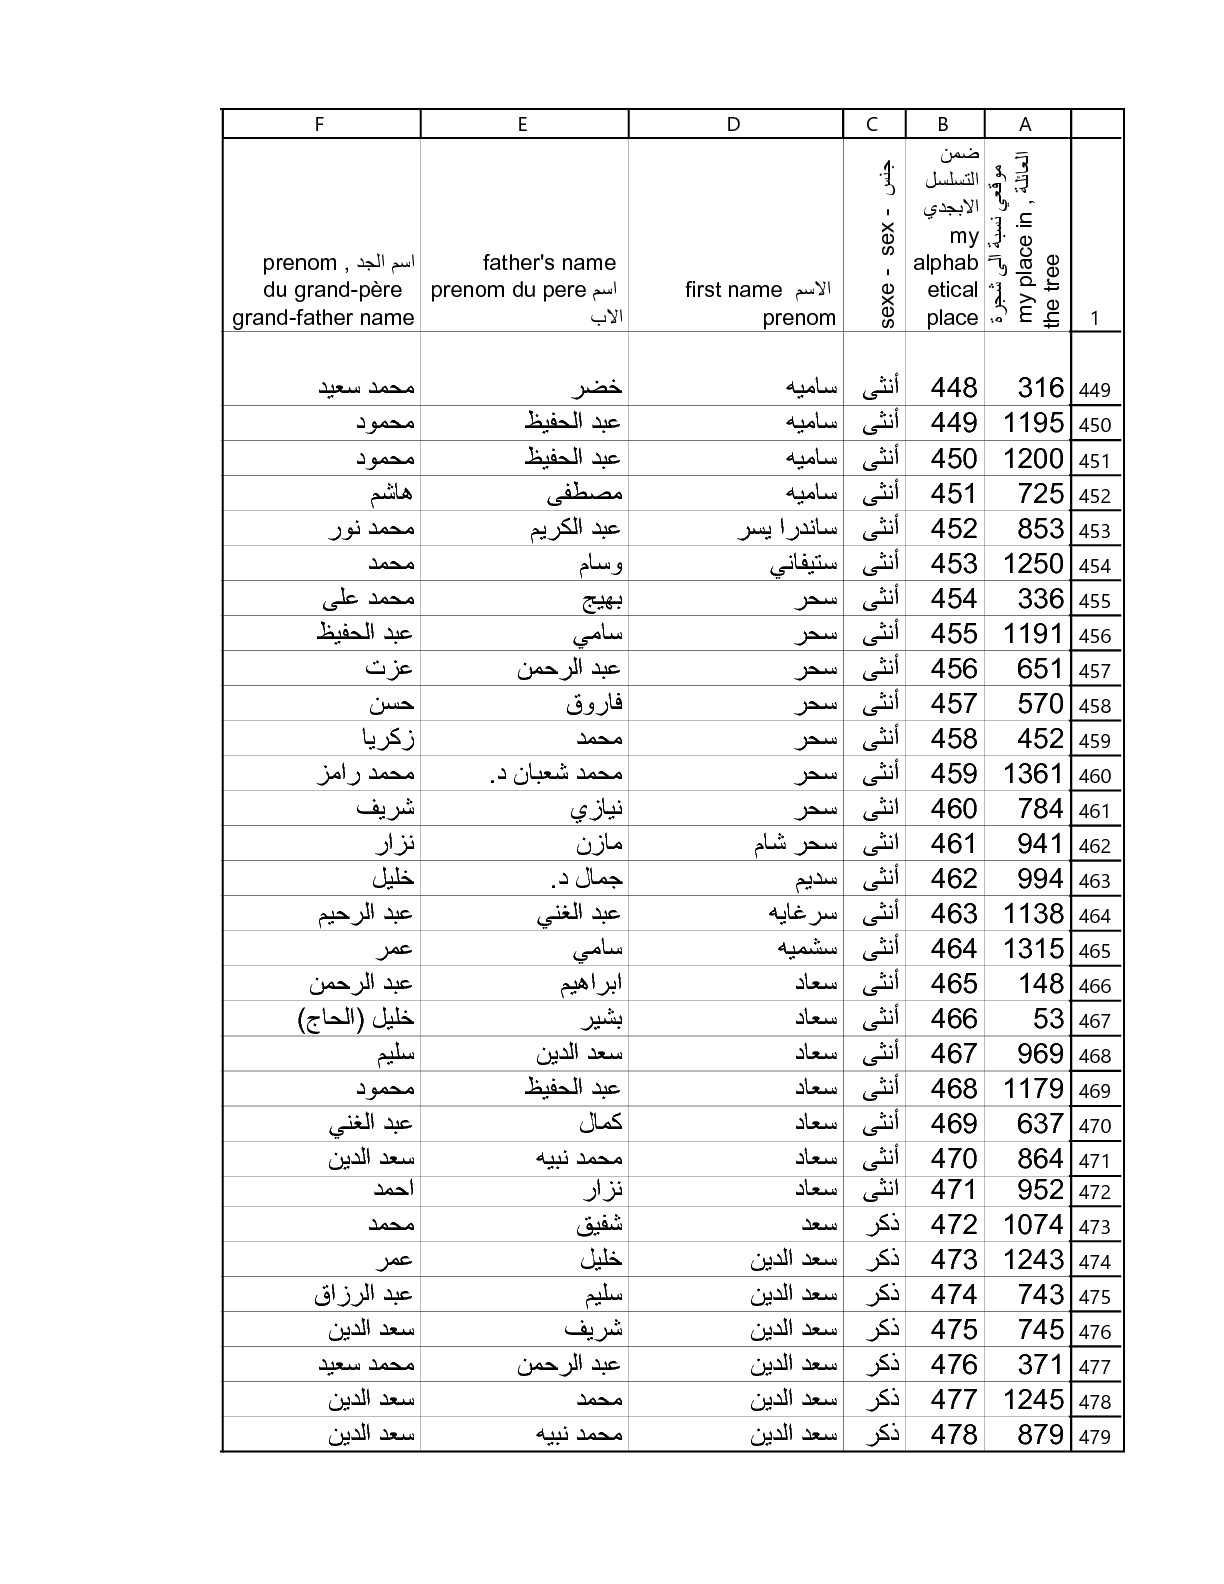 A B C D E F
1
موقعي نسبة الى شجرة
العائلة , my place in
the tree
ضمن
التسلسل
الابجدي
my
alphab
etical
place
sexe - sex - جنس
first name الاسم
prenom
father's name
prenom du pere اسم
الاب
prenom , اسم الجد
du grand-père
grand-father name
449 316 448 أنثى ساميه خضر محمد سعيد
450 1195 449 أنثى ساميه عبد الحفيظ محمود
451 1200 450 أنثى ساميه عبد الحفيظ محمود
452 725 451 أنثى ساميه مصطفى هاشم
453 853 452 أنثى ساندرا يسر عبد الكريم محمد نور
454 1250 453 أنثى ستيفاني وسام محمد
455 336 454 أنثى سحر بهيج محمد على
456 1191 455 أنثى سحر سامي عبد الحفيظ
457 651 456 أنثى سحر عبد الرحمن عزت
458 570 457 أنثى سحر فاروق حسن
459 452 458 أنثى سحر محمد زكريا
460 1361 459 أنثى سحر محمد شعبان د. محمد رامز
461 784 460 انثى سحر نيازي شريف
462 941 461 انثى سحر شام مازن نزار
463 994 462 أنثى سديم جمال د. خليل
464 1138 463 أنثى سرغايه عبد الغني عبد الرحيم
465 1315 464 أنثى سشميه سامي عمر
466 148 465 أنثى سعاد ابراهيم عبد الرحمن
467 53 466 أنثى سعاد بشير خليل (الحاج)
468 969 467 أنثى سعاد سعد الدين سليم
469 1179 468 أنثى سعاد عبد الحفيظ محمود
470 637 469 أنثى سعاد كمال عبد الغني
471 864 470 أنثى سعاد محمد نبيه سعد الدين
472 952 471 انثى سعاد نزار احمد
473 1074 472 ذكر سعد شفيق محمد
474 1243 473 ذكر سعد الدين خليل عمر
475 743 474 ذكر سعد الدين سليم عبد الرزاق
476 745 475 ذكر سعد الدين شريف سعد الدين
477 371 476 ذكر سعد الدين عبد الرحمن محمد سعيد
478 1245 477 ذكر سعد الدين محمد سعد الدين
479 879 478 ذكر سعد الدين محمد نبيه سعد الدين